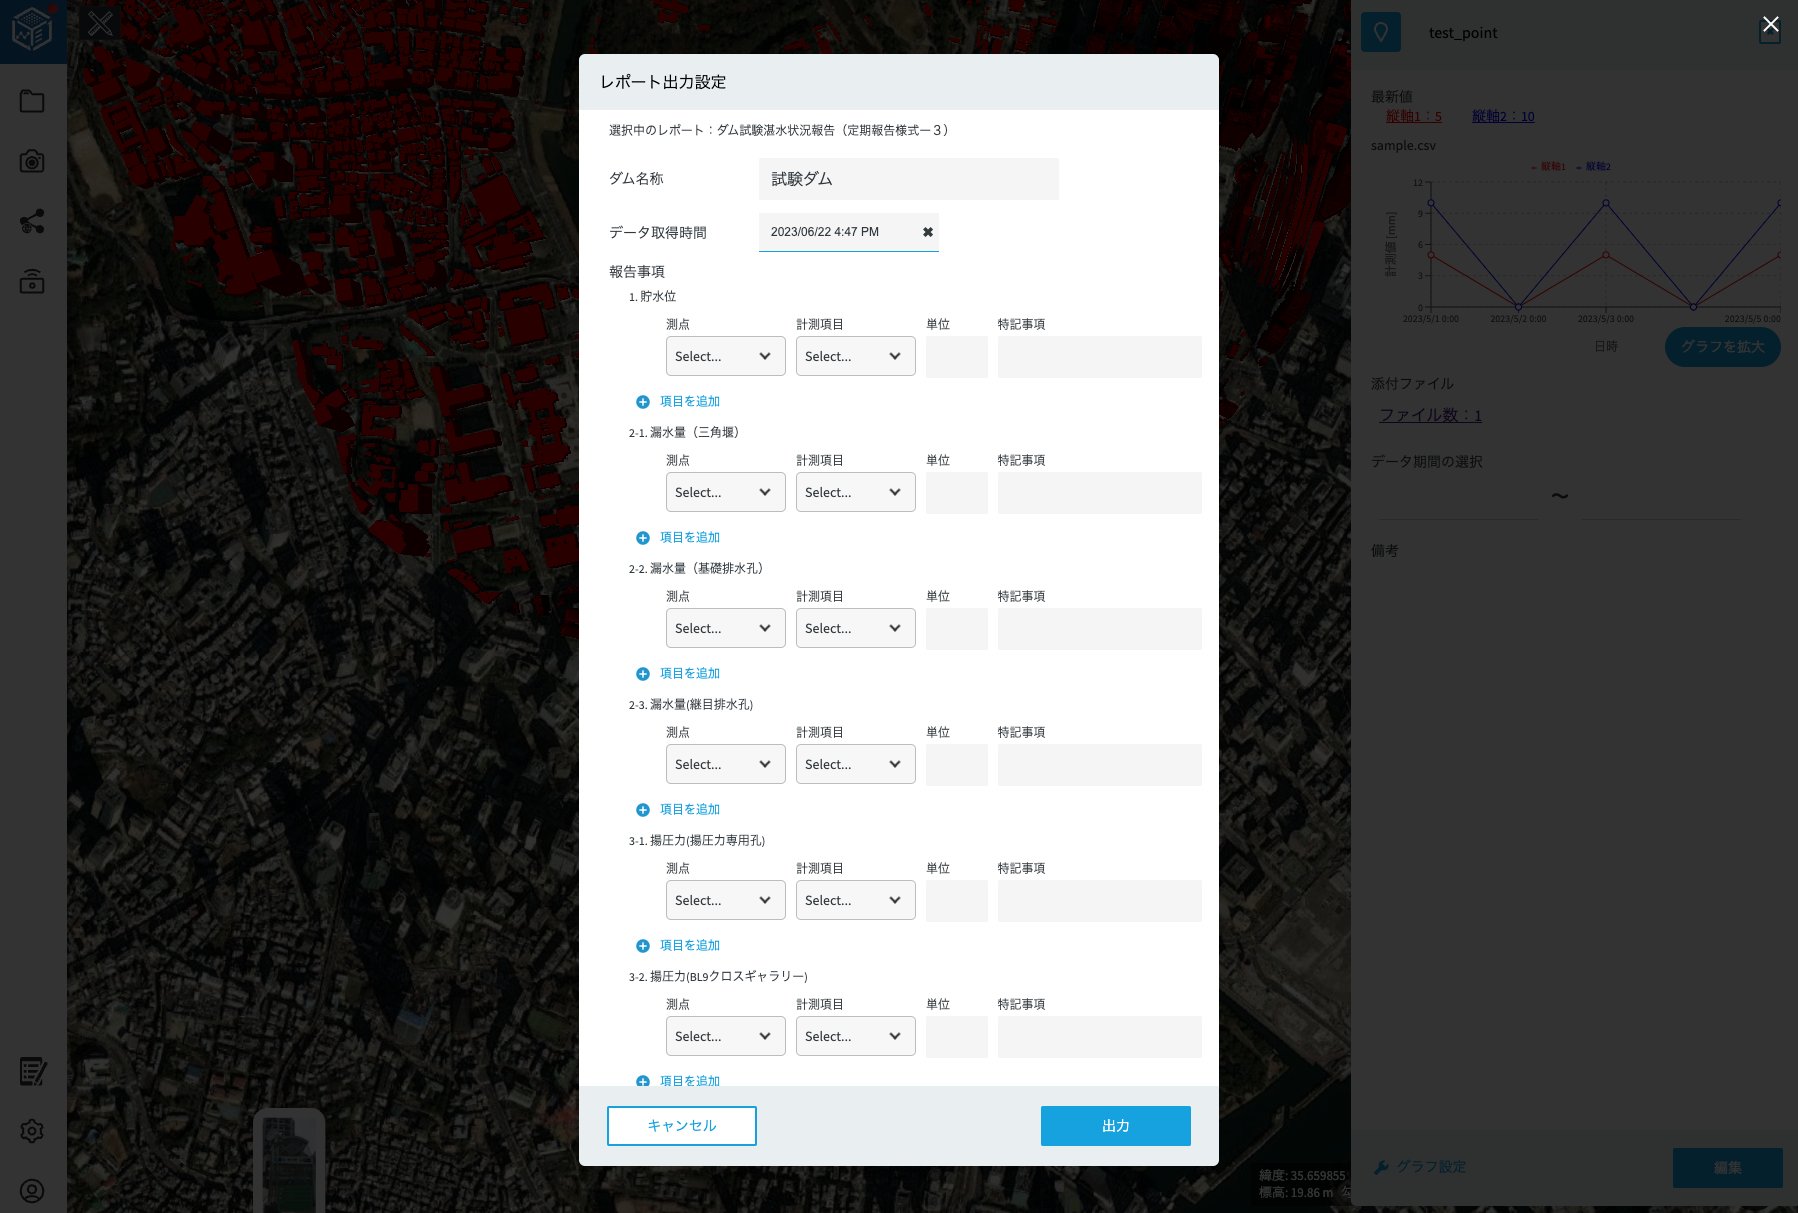 レポート出力設定
選択中のレポート：ダム試験湛水状況報告（定期報告様式ー３）
ダム名称
試験ダム
データ取得時間
2023/06/22 4:47 PM
報告事項
1. 貯水位
測点 計測項目 単位 特記事項
Select... Select...
項目を追加
2-1. 漏水量（三角堰）
測点 計測項目 単位 特記事項
Select... Select...
項目を追加
2-2. 漏水量（基礎排水孔）
測点 計測項目 単位 特記事項
Select... Select...
項目を追加
2-3. 漏水量(継目排水孔)
測点 計測項目 単位 特記事項
Select... Select...
項目を追加
3-1. 揚圧力(揚圧力専用孔)
測点 計測項目 単位 特記事項
Select... Select...
項目を追加
3-2. 揚圧力(BL9クロスギャラリー)
測点 計測項目 単位 特記事項
Select... Select...
項目を追加
キャンセル
出力
test_point
最新値
縦軸1：5 縦軸2：10
sample.csv
縦軸1 縦軸2
12
9
6
3
0
計測値 [mm]
2023/5/1 0:00 2023/5/2 0:00 2023/5/3 0:00 2023/5/5 0:00
日時
グラフを拡大
添付ファイル
ファイル数：1
データ期間の選択
〜
備考
グラフ設定
編集
緯度: 35.659855
標高: 19.86 m